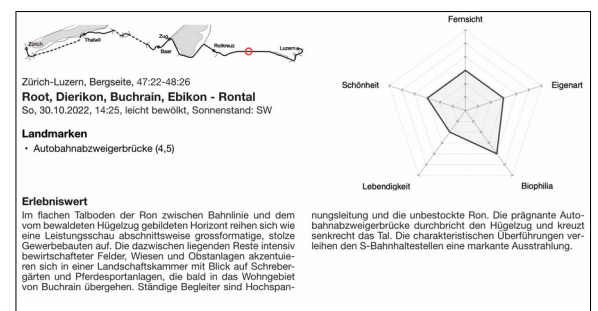 Zürich
Thalwil
Zug
Baar
Rotkreuz
Luzern
Zürich-Luzern, Bergseite, 47:22-48:26
Root, Dierikon, Buchrain, Ebikon - Rontal
So, 30.10.2022, 14:25, leicht bewölkt, Sonnenstand: SW
Landmarken
• Autobahnabzweigerbrücke (4,5)
Fernsicht
Schönheit
Eigenart
Lebendigkeit
Biophilia
Erlebniswert
Im flachen Talboden der Ron zwischen Bahnlinie und dem
vom bewaldeten Hügelzug gebildeten Horizont reihen sich wie
eine Leistungsschau abschnittsweise grossformatige, stolze
Gewerbebauten auf. Die dazwischen liegenden Reste intensiv
bewirtschafteter Felder, Wiesen und Obstanlagen akzentuie-
ren sich in einer Landschaftskammer mit Blick auf Schreber-
gärten und Pferdesportanlagen, die bald in das Wohngebiet
von Buchrain übergehen. Ständige Begleiter sind Hochspan-
nungsleitung und die unbestockte Ron. Die prägnante Auto-
bahnabzweigerbrücke durchbricht den Hügelzug und kreuzt
senkrecht das Tal. Die charakteristischen Überführungen ver-
leihen den S-Bahnhaltestellen eine markante Ausstrahlung.